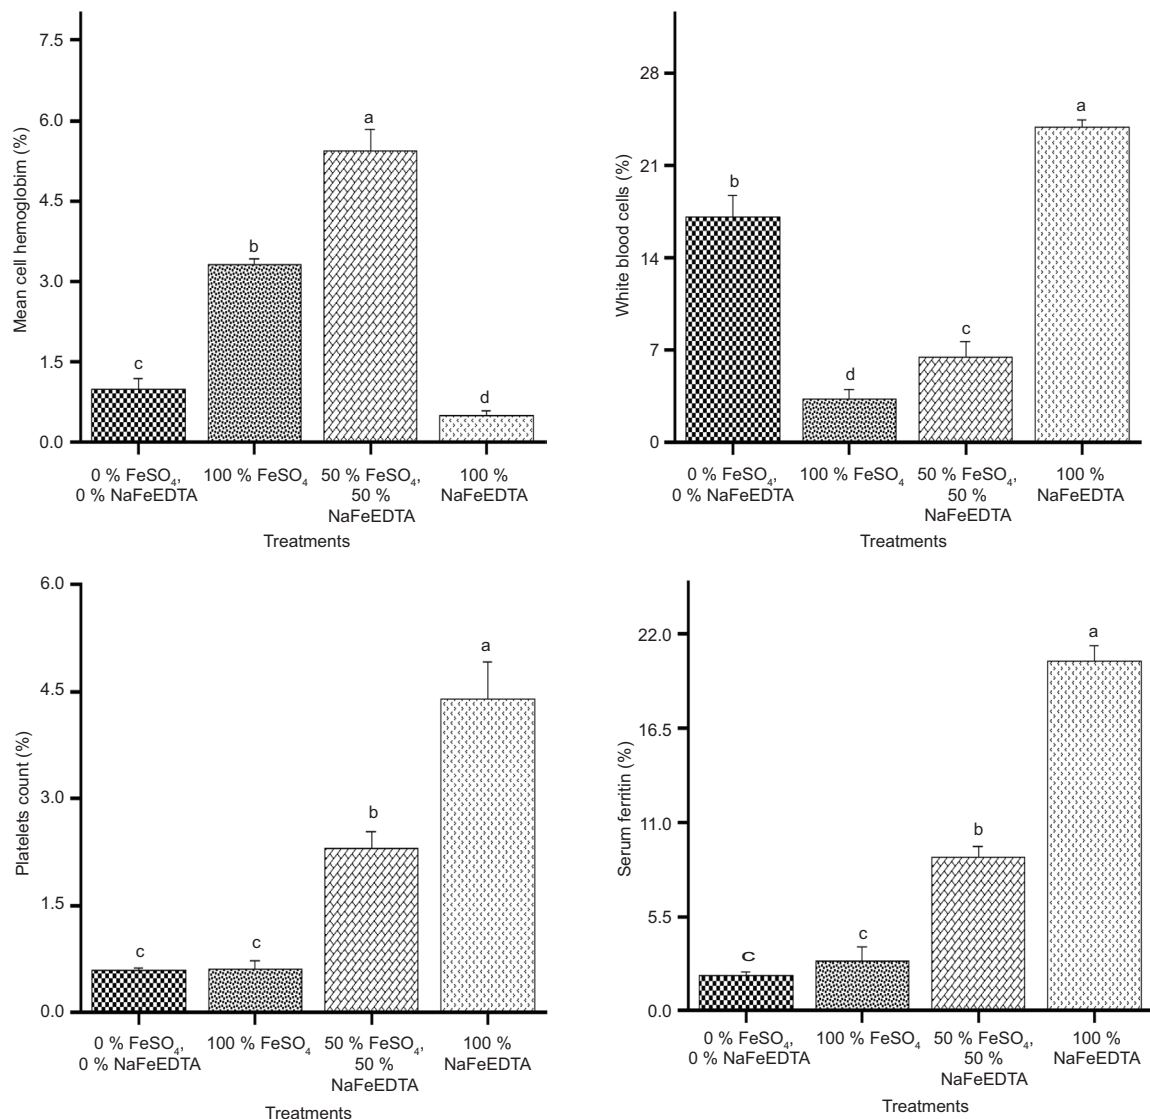 7.5
6.0
4.5
3.0
1.5
0.0
Mean cell hemoglobim (%)
c
b
a
d
0 % FeSO₄,
0 % NaFeEDTA
100 % FeSO₄
50 % FeSO₄,
50 %
NaFeEDTA
100 %
NaFeEDTA
Treatments
28
21
14
7
0
White blood cells (%)
b
d
c
a
0 % FeSO₄,
0 % NaFeEDTA
100 % FeSO₄
50 % FeSO₄,
50 %
NaFeEDTA
100 %
NaFeEDTA
Treatments
6.0
4.5
3.0
1.5
0.0
Platelets count (%)
c
c
b
a
0 % FeSO₄,
0 % NaFeEDTA
100 % FeSO₄
50 % FeSO₄,
50 %
NaFeEDTA
100 %
NaFeEDTA
Treatments
22.0
16.5
11.0
5.5
0.0
Serum ferritin (%)
c
c
b
a
0 % FeSO₄,
0 % NaFeEDTA
100 % FeSO₄
50 % FeSO₄,
50 %
NaFeEDTA
100 %
NaFeEDTA
Treatments